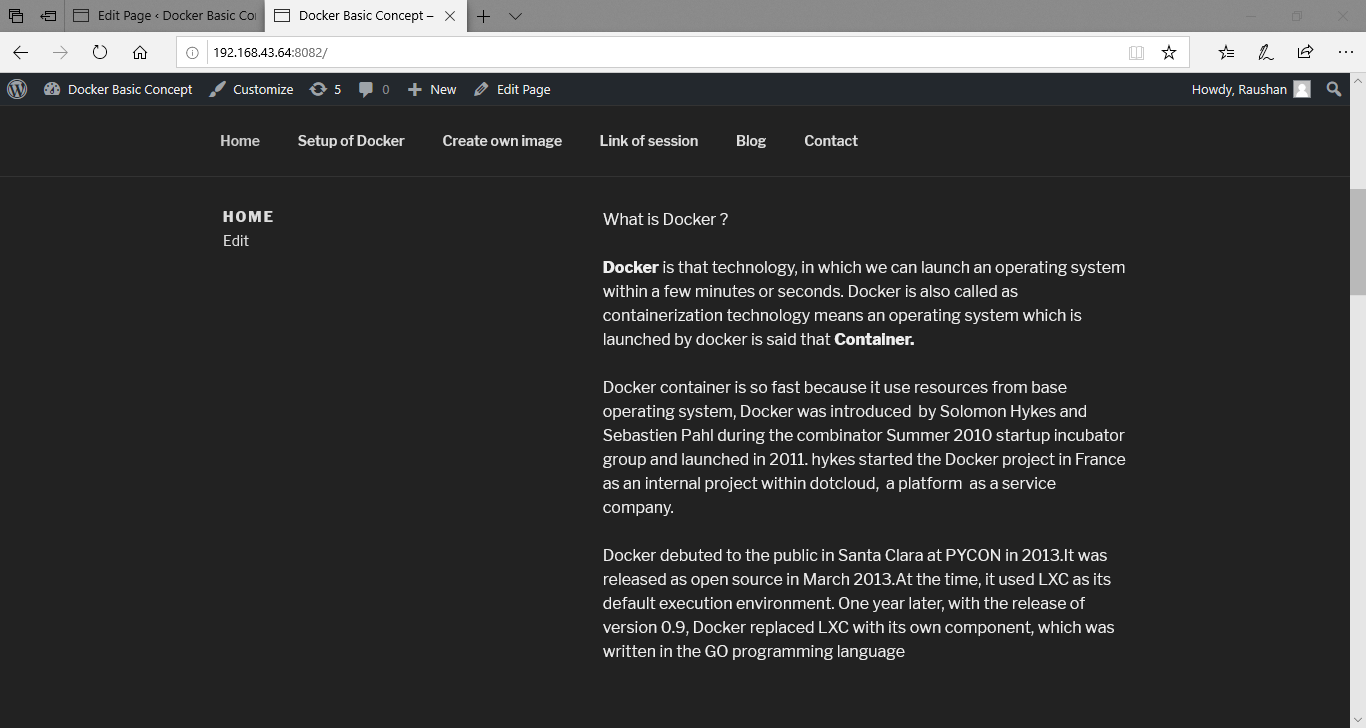 Edit Page ‹ Docker Basic Co
Docker Basic Concept –
192.168.43.64:8082/
Docker Basic Concept Customize 5 0 New Edit Page Howdy, Raushan
Home Setup of Docker Create own image Link of session Blog Contact
HOME
Edit
What is Docker ?
Docker is that technology, in which we can launch an operating system
within a few minutes or seconds. Docker is also called as
containerization technology means an operating system which is
launched by docker is said that Container.
Docker container is so fast because it use resources from base
operating system, Docker was introduced  by Solomon Hykes and
Sebastien Pahl during the combinator Summer 2010 startup incubator
group and launched in 2011. hykes started the Docker project in France
as an internal project within dotcloud,  a platform  as a service
company.
Docker debuted to the public in Santa Clara at PYCON in 2013.It was
released as open source in March 2013.At the time, it used LXC as its
default execution environment. One year later, with the release of
version 0.9, Docker replaced LXC with its own component, which was
written in the GO programming language